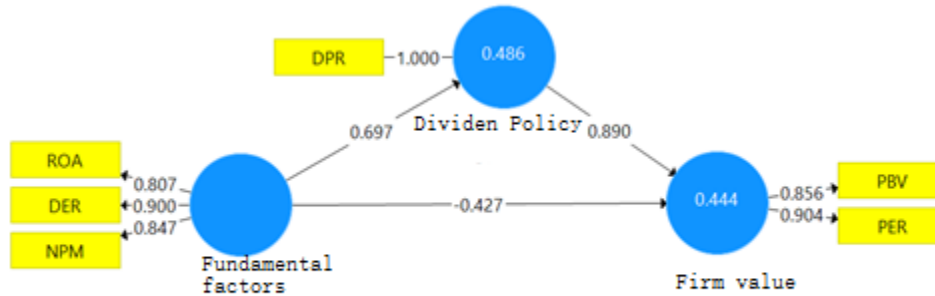 DPR
1.000
0.486
Dividen Policy
0.697
0.890
ROA
0.807
DER
0.900
NPM
0.847
-0.427
0.444
0.856
PBV
0.904
PER
Fundamental
factors
Firm value